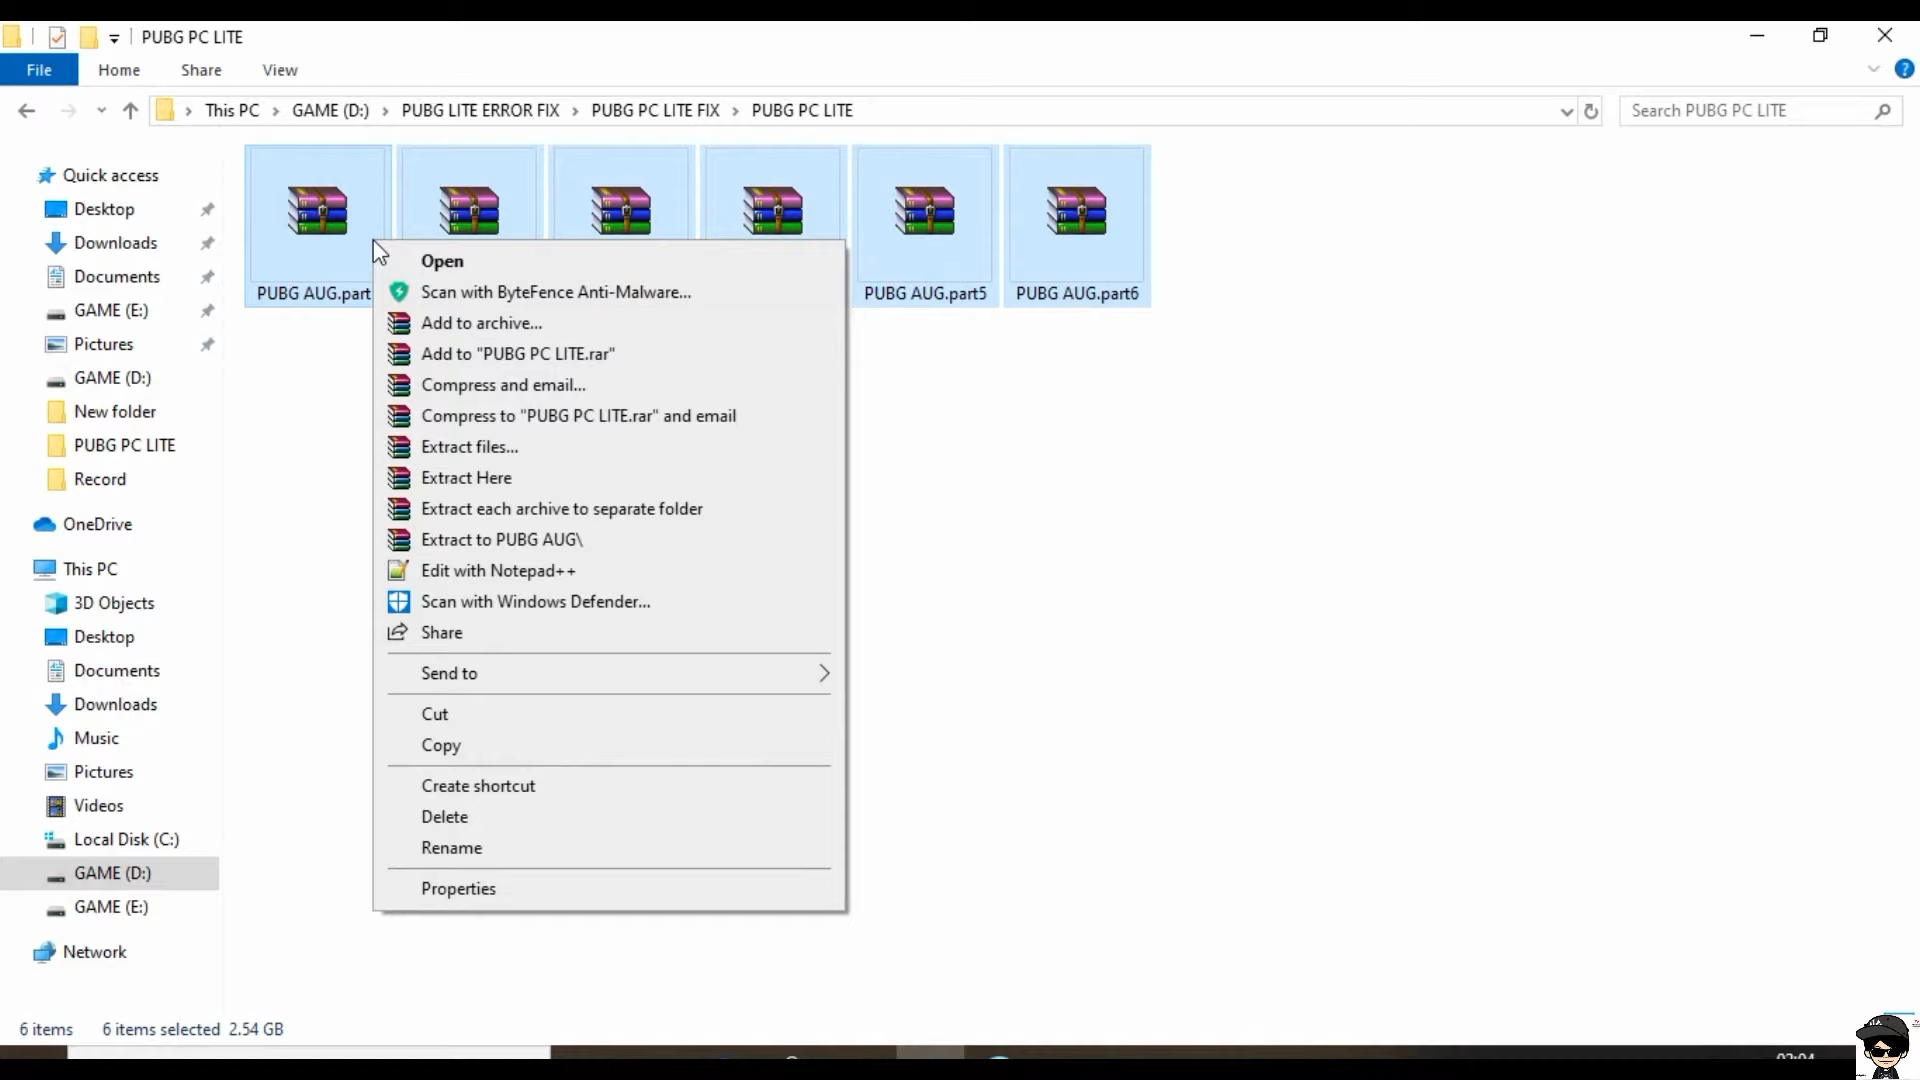 PUBG PC LITE
File Home Share View
This PC GAME (D:) PUBG LITE ERROR FIX PUBG PC LITE FIX PUBG PC LITE
Search PUBG PC LITE
Quick access
Desktop
Downloads
Documents
GAME (E:)
Pictures
GAME (D:)
New folder
PUBG PC LITE
Record
OneDrive
This PC
3D Objects
Desktop
Documents
Downloads
Music
Pictures
Videos
Local Disk (C:)
GAME (D:)
GAME (E:)
Network
PUBG AUG.part
PUBG AUG.part5
PUBG AUG.part6
Open
Scan with ByteFence Anti-Malware...
Add to archive...
Add to "PUBG PC LITE.rar"
Compress and email...
Compress to "PUBG PC LITE.rar" and email
Extract files...
Extract Here
Extract each archive to separate folder
Extract to PUBG AUG\
Edit with Notepad++
Scan with Windows Defender...
Share
Send to
Cut
Copy
Create shortcut
Delete
Rename
Properties
6 items 6 items selected 2.54 GB